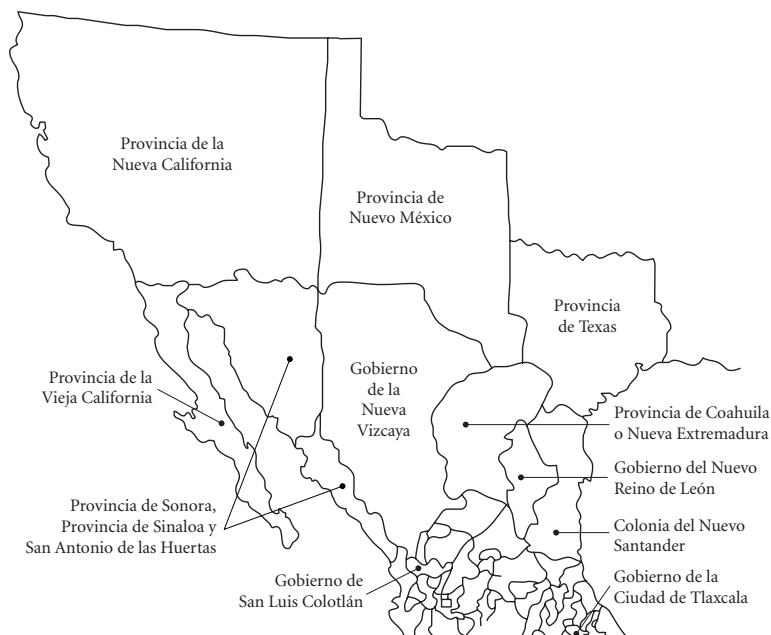 Provincia de la
Nueva California
Provincia de
Nuevo México
Provincia
de Texas
Gobierno
de la
Nueva
Vizcaya
Provincia de la
Vieja California
Provincia de Coahuila
o Nueva Extremadura
Gobierno del Nuevo
Reino de León
Provincia de Sonora,
Provincia de Sinaloa y
San Antonio de las Huertas
Colonia del Nuevo
Santander
Gobierno de
San Luis Colotlán
Gobierno de la
Ciudad de Tlaxcala